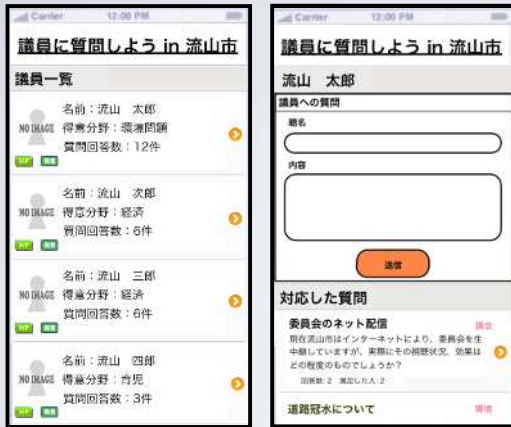 Carrier 12:00 PM
議員に質問しよう in 流山市
議員一覧
NO IMAGE
名前：流山　太郎
得意分野：環境問題
質問回答数：12件
NO IMAGE
名前：流山　次郎
得意分野：経済
質問回答数：6件
NO IMAGE
名前：流山　三郎
得意分野：経済
質問回答数：6件
NO IMAGE
名前：流山　四郎
得意分野：育児
質問回答数：3件
Carrier 12:00 PM
議員に質問しよう in 流山市
流山　太郎
議員への質問
題名
内容
送信
対応した質問
委員会のネット配信 議会
現在流山市はインターネットにより、委員会を生
中継していますが、実際にその視聴状況、効果は
どの程度のものでしょうか？
回答数：2 満足した人：2
道路冠水について 環境